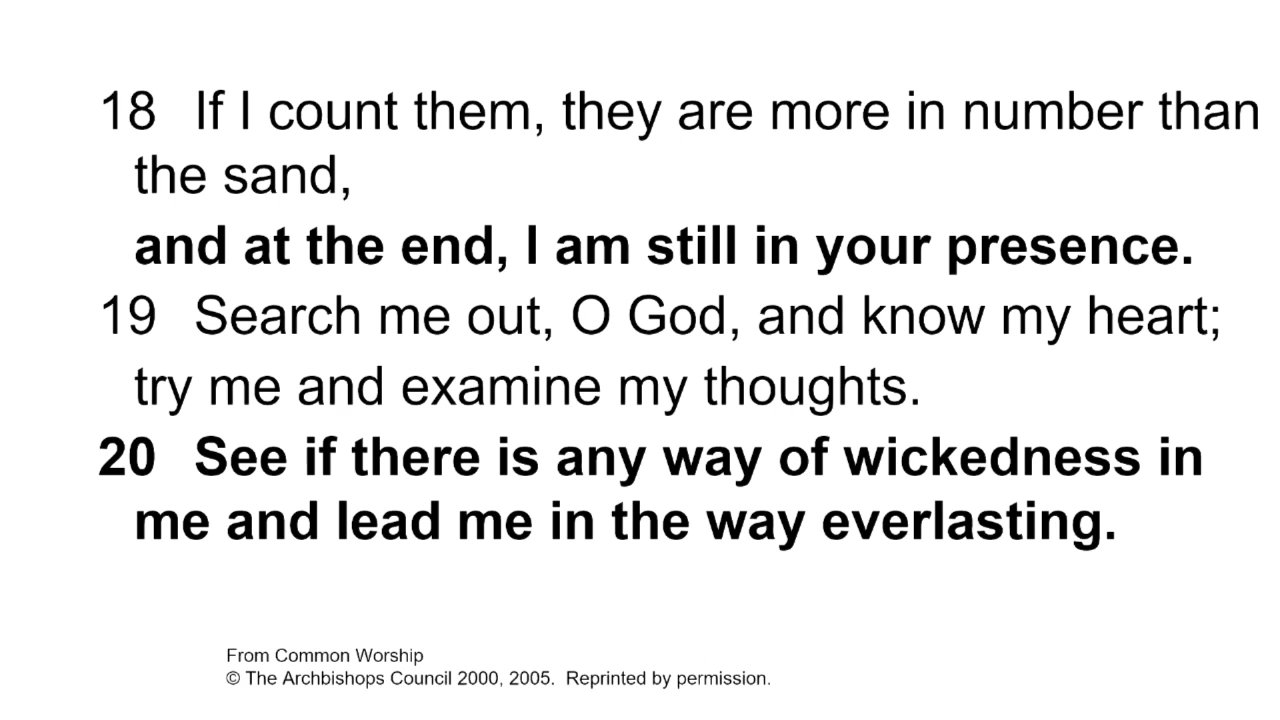 18 If I count them, they are more in number than
the sand,
and at the end, I am still in your presence.
19 Search me out, O God, and know my heart;
try me and examine my thoughts.
20 See if there is any way of wickedness in
me and lead me in the way everlasting.
From Common Worship
© The Archbishops Council 2000, 2005. Reprinted by permission.